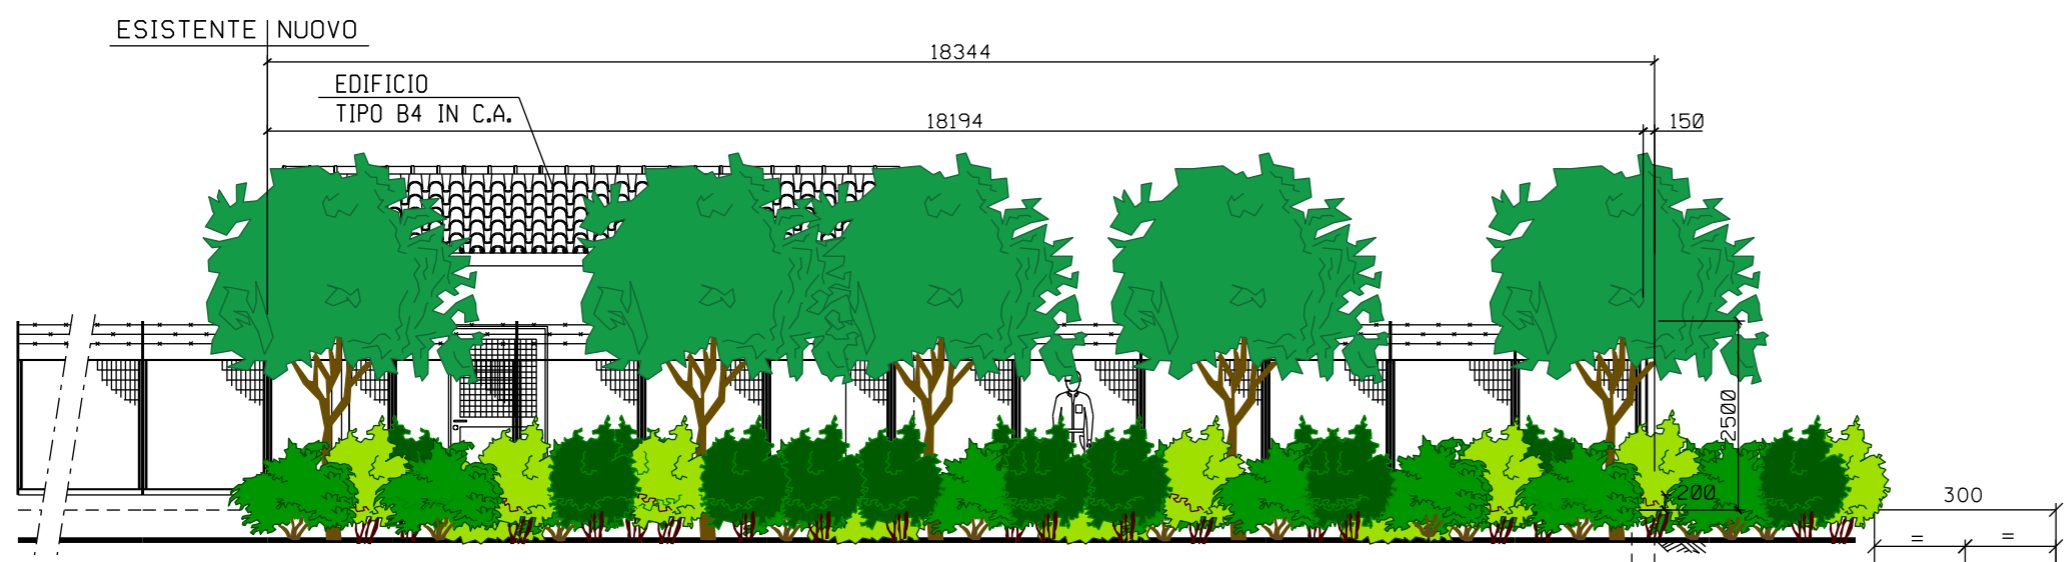 ESISTENTE NUOVO
18344
EDIFICIO
TIPO B4 IN C.A.
18194
150
2500
200
300
= =